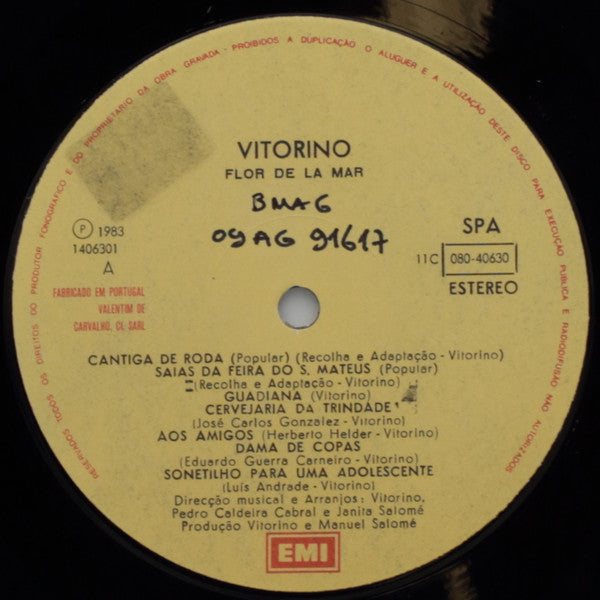 RESERVADOS TODOS OS DIREITOS DO PRODUTOR FONOGRÁFICO E DO PROPRIETÁRIO DA OBRA GRAVADA - PROIBIDOS A DUPLICAÇÃO O ALUGUER E A UTILIZAÇÃO DESTE DISCO PARA EXECUÇÃO PÚBLICA E RADIODIFUSÃO NÃO AUTORIZADOS
VITORINO
FLOR DE LA MAR
BMAG
09 AG 91617
Ⓟ 1983
1406301
A
SPA
11C 080-40630
ESTEREO
FABRICADO EM PORTUGAL
VALENTIM DE
CARVALHO, CI, SARL
CANTIGA DE RODA (Popular) (Recolha e Adaptação - Vitorino)
SAIAS DA FEIRA DO S. MATEUS (Popular)
(Recolha e Adaptação - Vitorino)
GUADIANA (Vitorino)
CERVEJARIA DA TRINDADE
(José Carlos Gonzalez - Vitorino)
AOS AMIGOS (Herberto Helder - Vitorino)
DAMA DE COPAS
(Eduardo Guerra Carneiro - Vitorino)
SONETILHO PARA UMA ADOLESCENTE
(Luís Andrade - Vitorino)
Direcção musical e Arranjos: Vitorino,
Pedro Caldeira Cabral e Janita Salomé
Produção Vitorino e Manuel Salomé
EMI